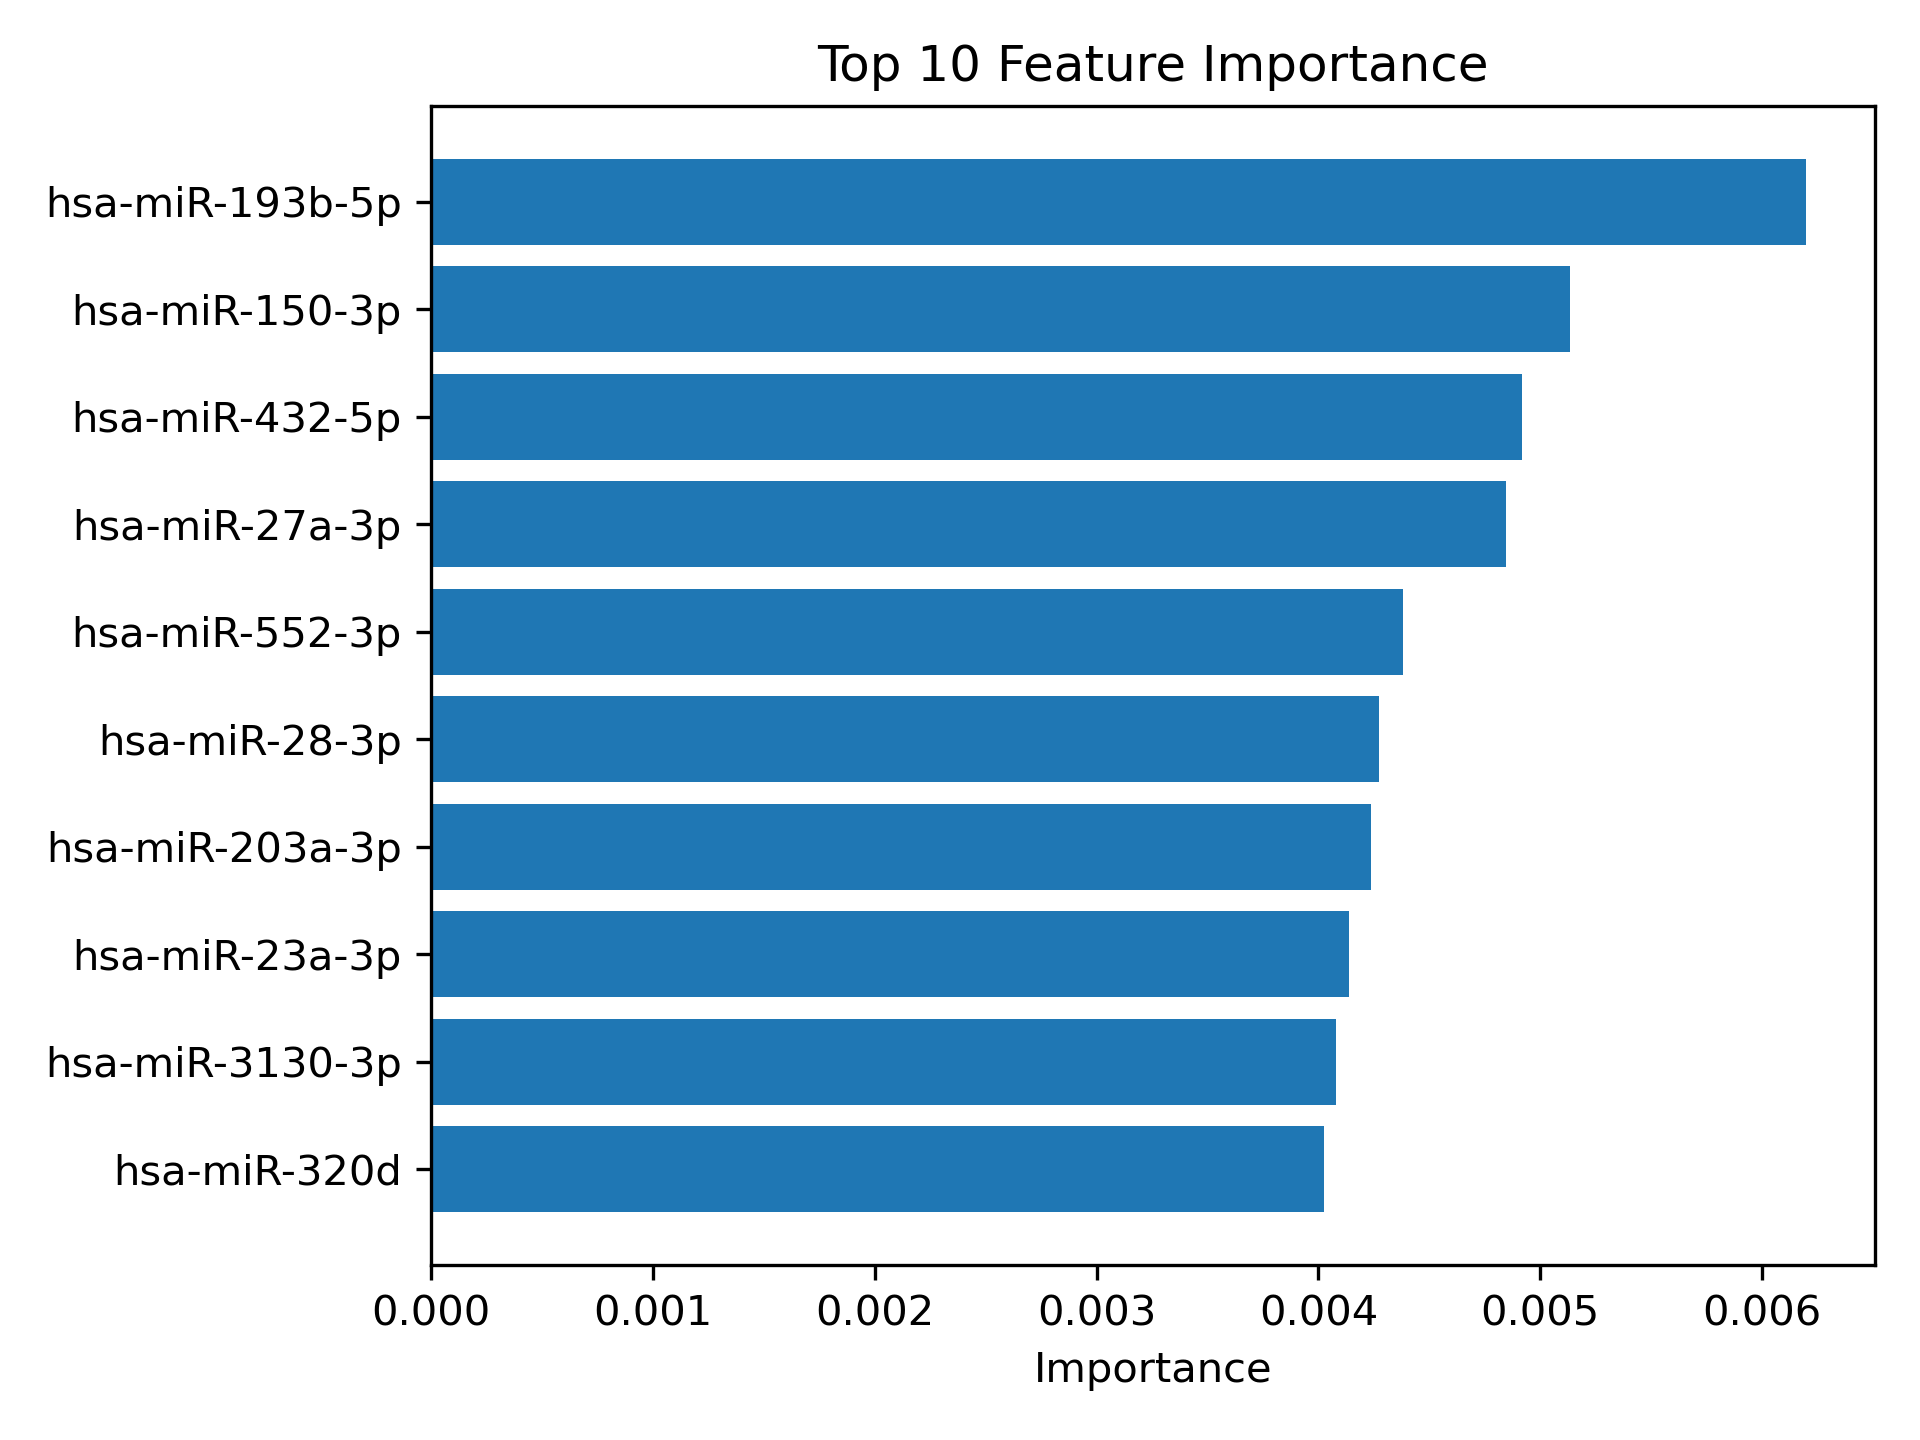 Top 10 Feature Importance
hsa-miR-193b-5p
hsa-miR-150-3p
hsa-miR-432-5p
hsa-miR-27a-3p
hsa-miR-552-3p
hsa-miR-28-3p
hsa-miR-203a-3p
hsa-miR-23a-3p
hsa-miR-3130-3p
hsa-miR-320d
0.000 0.001 0.002 0.003 0.004 0.005 0.006
Importance